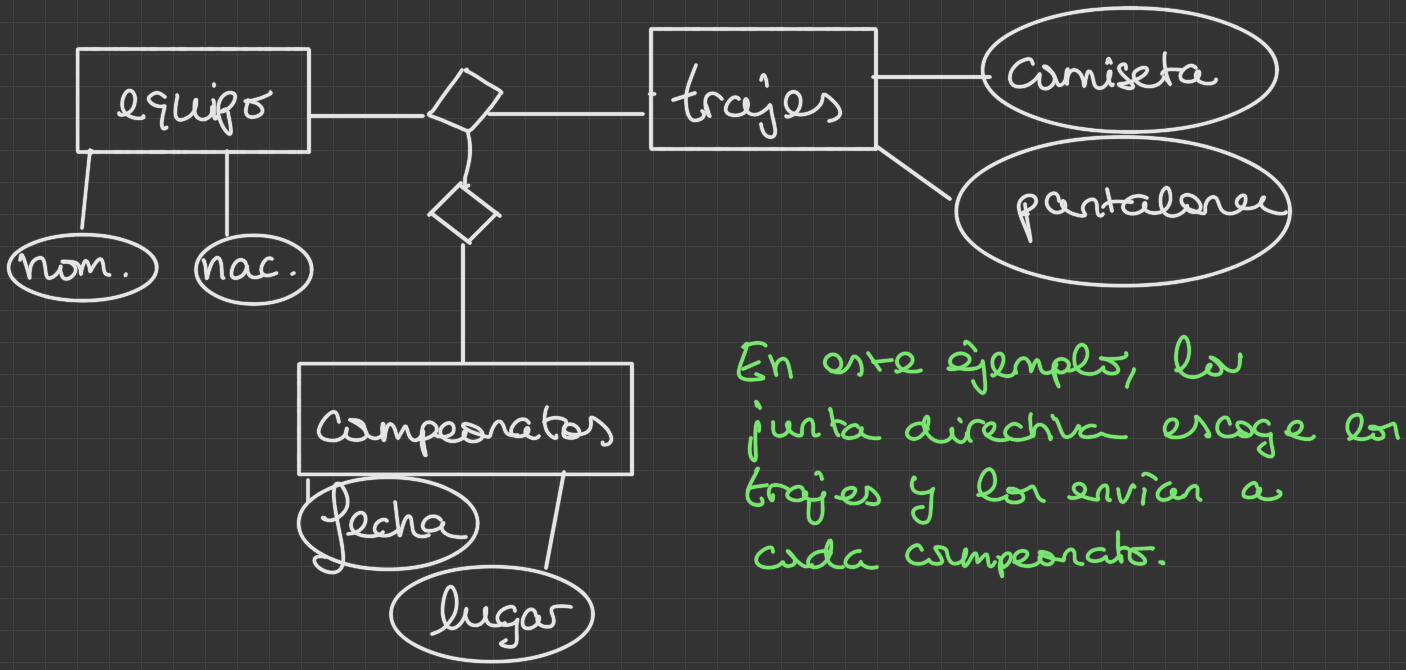 equipo
trajes
camiseta
pantalones
nom.
nac.
campeonatos
fecha
lugar
En este ejemplo, la
junta directiva escoge los
trajes y los envían a
cada campeonato.